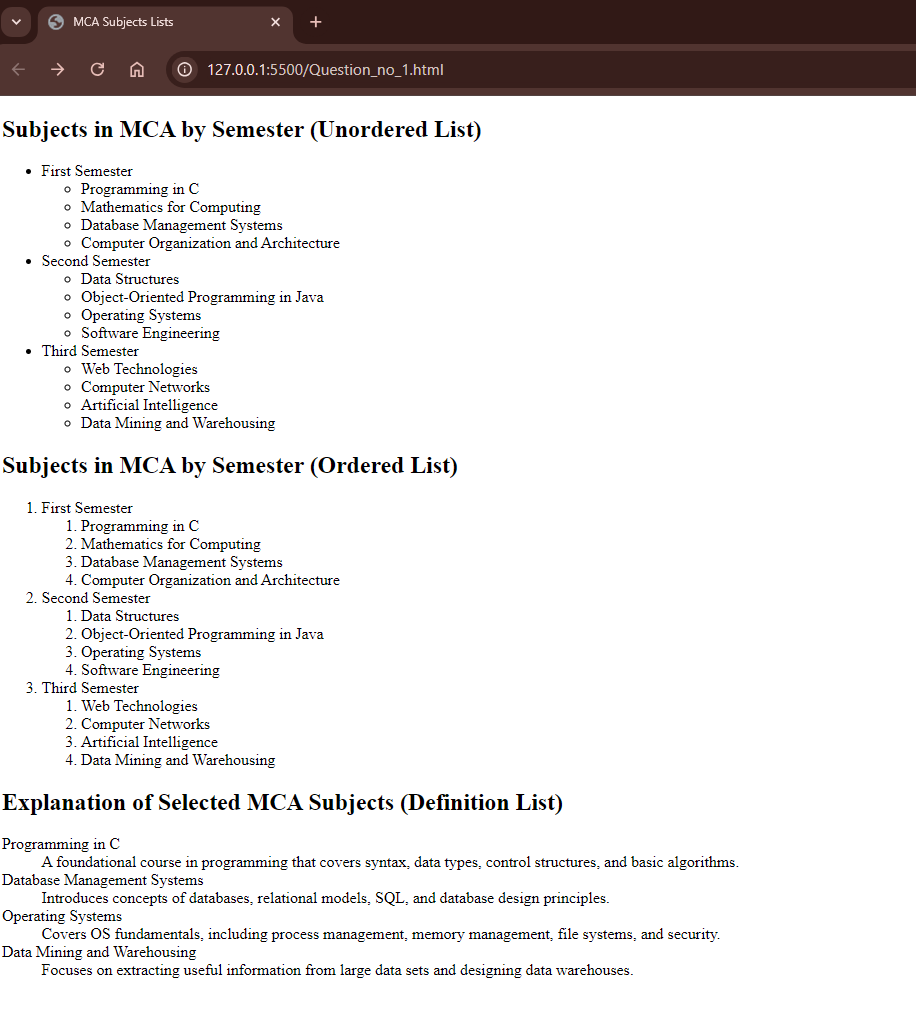 MCA Subjects Lists
127.0.0.1:5500/Question_no_1.html
Subjects in MCA by Semester (Unordered List)
First Semester
Programming in C
Mathematics for Computing
Database Management Systems
Computer Organization and Architecture
Second Semester
Data Structures
Object-Oriented Programming in Java
Operating Systems
Software Engineering
Third Semester
Web Technologies
Computer Networks
Artificial Intelligence
Data Mining and Warehousing
Subjects in MCA by Semester (Ordered List)
1. First Semester
1. Programming in C
2. Mathematics for Computing
3. Database Management Systems
4. Computer Organization and Architecture
2. Second Semester
1. Data Structures
2. Object-Oriented Programming in Java
3. Operating Systems
4. Software Engineering
3. Third Semester
1. Web Technologies
2. Computer Networks
3. Artificial Intelligence
4. Data Mining and Warehousing
Explanation of Selected MCA Subjects (Definition List)
Programming in C
A foundational course in programming that covers syntax, data types, control structures, and basic algorithms.
Database Management Systems
Introduces concepts of databases, relational models, SQL, and database design principles.
Operating Systems
Covers OS fundamentals, including process management, memory management, file systems, and security.
Data Mining and Warehousing
Focuses on extracting useful information from large data sets and designing data warehouses.